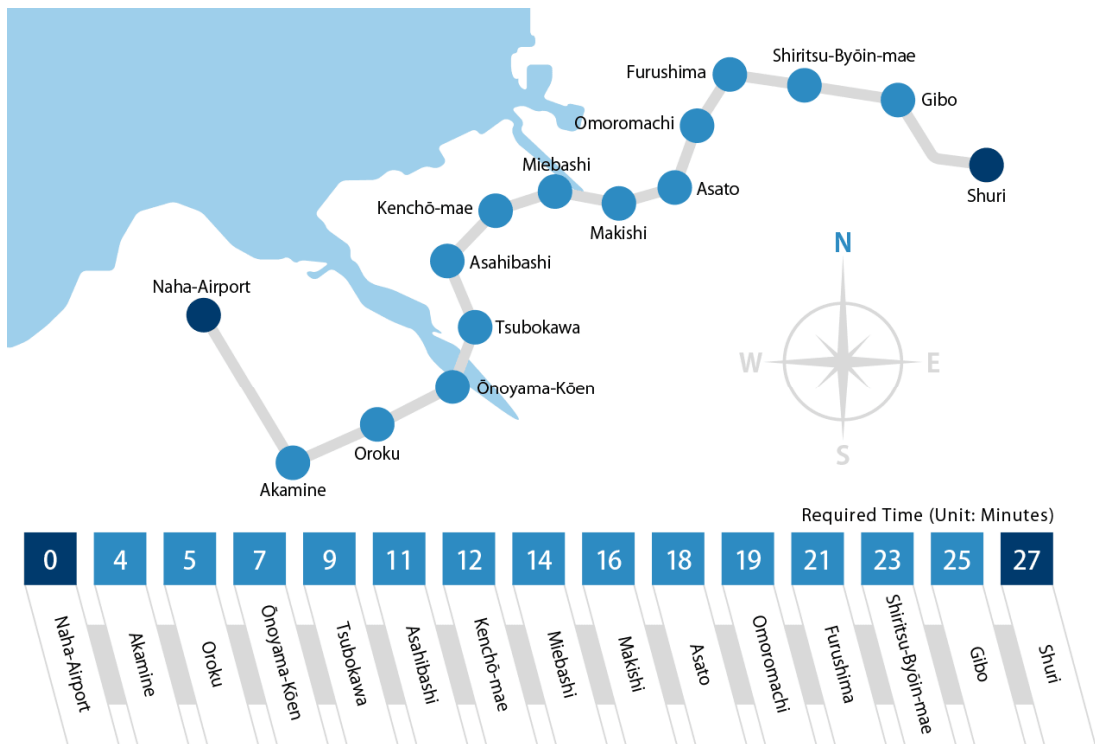 Shiritsu-Byōin-mae
Furushima
Gibo
Omoromachi
Miebashi
Asato
Shuri
Kenchō-mae
Makishi
N
Asahibashi
Naha-Airport
Tsubokawa
W
E
Ōnoyama-Kōen
Oroku
S
Akamine
Required Time (Unit: Minutes)
0 4 5 7 9 11 12 14 16 18 19 21 23 25 27
Naha-Airport
Akamine
Oroku
Ōnoyama-Kōen
Tsubokawa
Asahibashi
Kenchō-mae
Miebashi
Makishi
Asato
Omoromachi
Furushima
Shiritsu-Byōin-mae
Gibo
Shuri